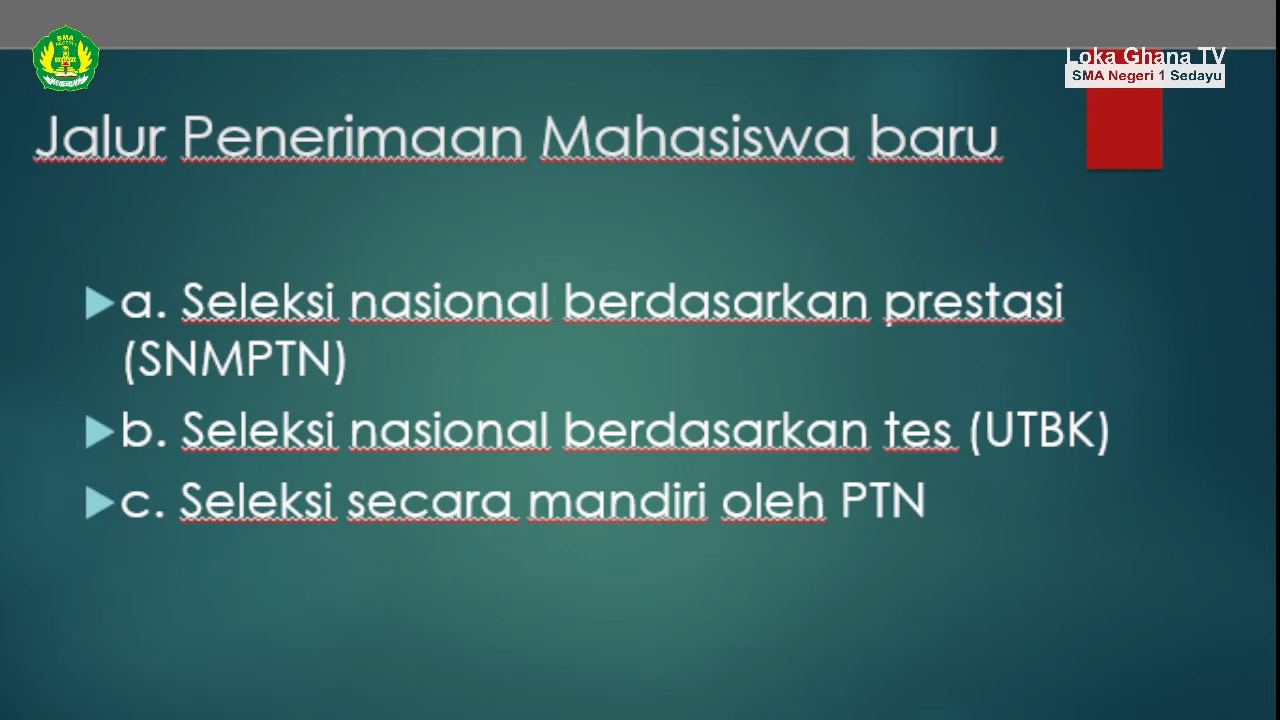 Loka Ghana TV
SMA Negeri 1 Sedayu
SMA
Jalur Penerimaan Mahasiswa baru
a. Seleksi nasional berdasarkan prestasi
(SNMPTN)
b. Seleksi nasional berdasarkan tes (UTBK)
c. Seleksi secara mandiri oleh PTN